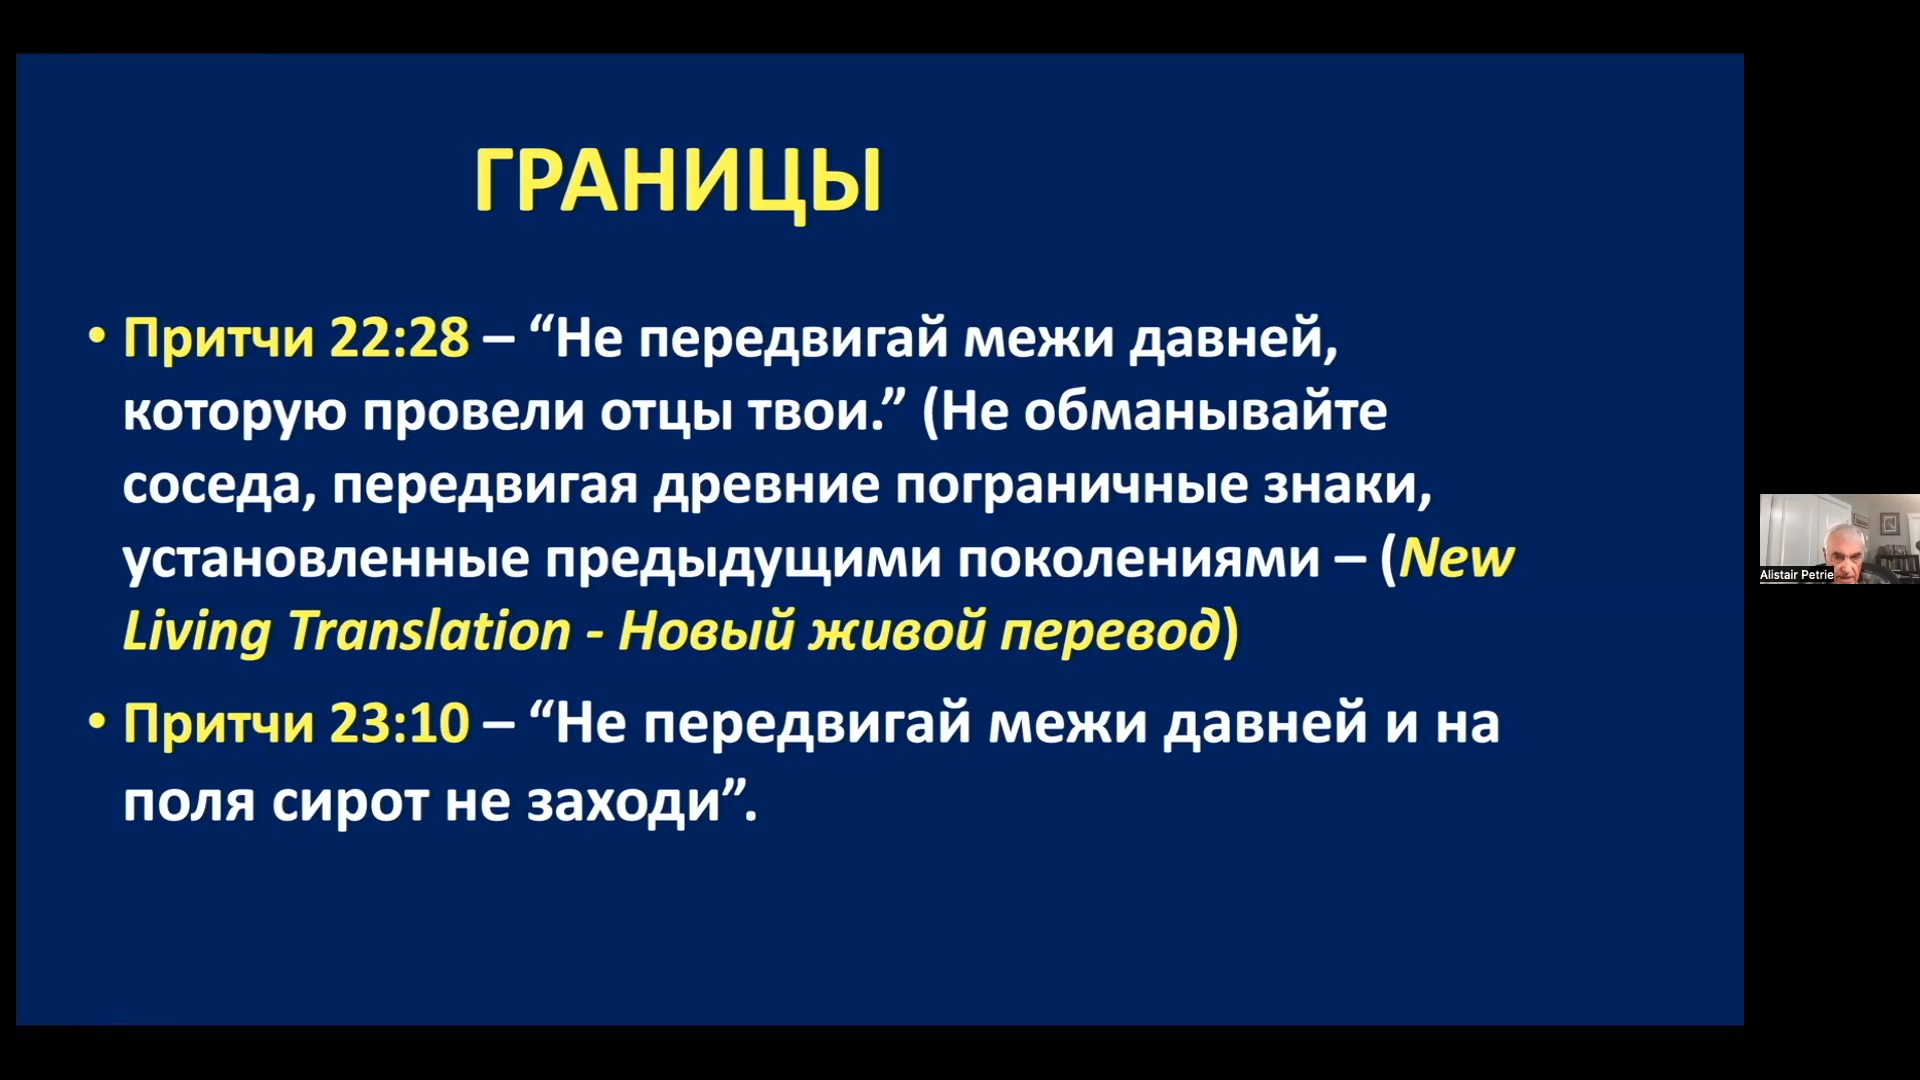 ГРАНИЦЫ
• Притчи 22:28 – “Не передвигай межи давней,
которую провели отцы твои.” (Не обманывайте
соседа, передвигая древние пограничные знаки,
установленные предыдущими поколениями – (New
Living Translation - Новый живой перевод)
• Притчи 23:10 – “Не передвигай межи давней и на
поля сирот не заходи”.
Alistair Petrie